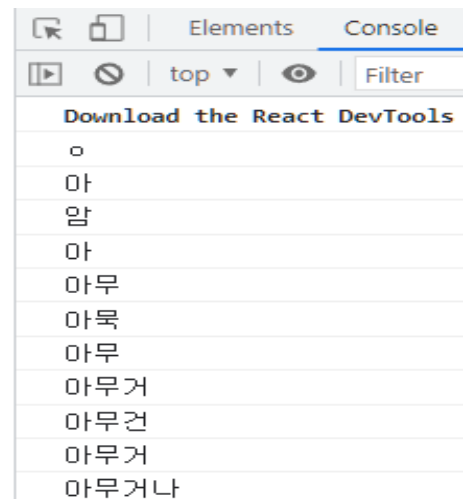 Elements Console
top ▼ Filter
Download the React DevTools
ㅇ
아
암
아
아무
아묵
아무
아무거
아무건
아무거
아무거나